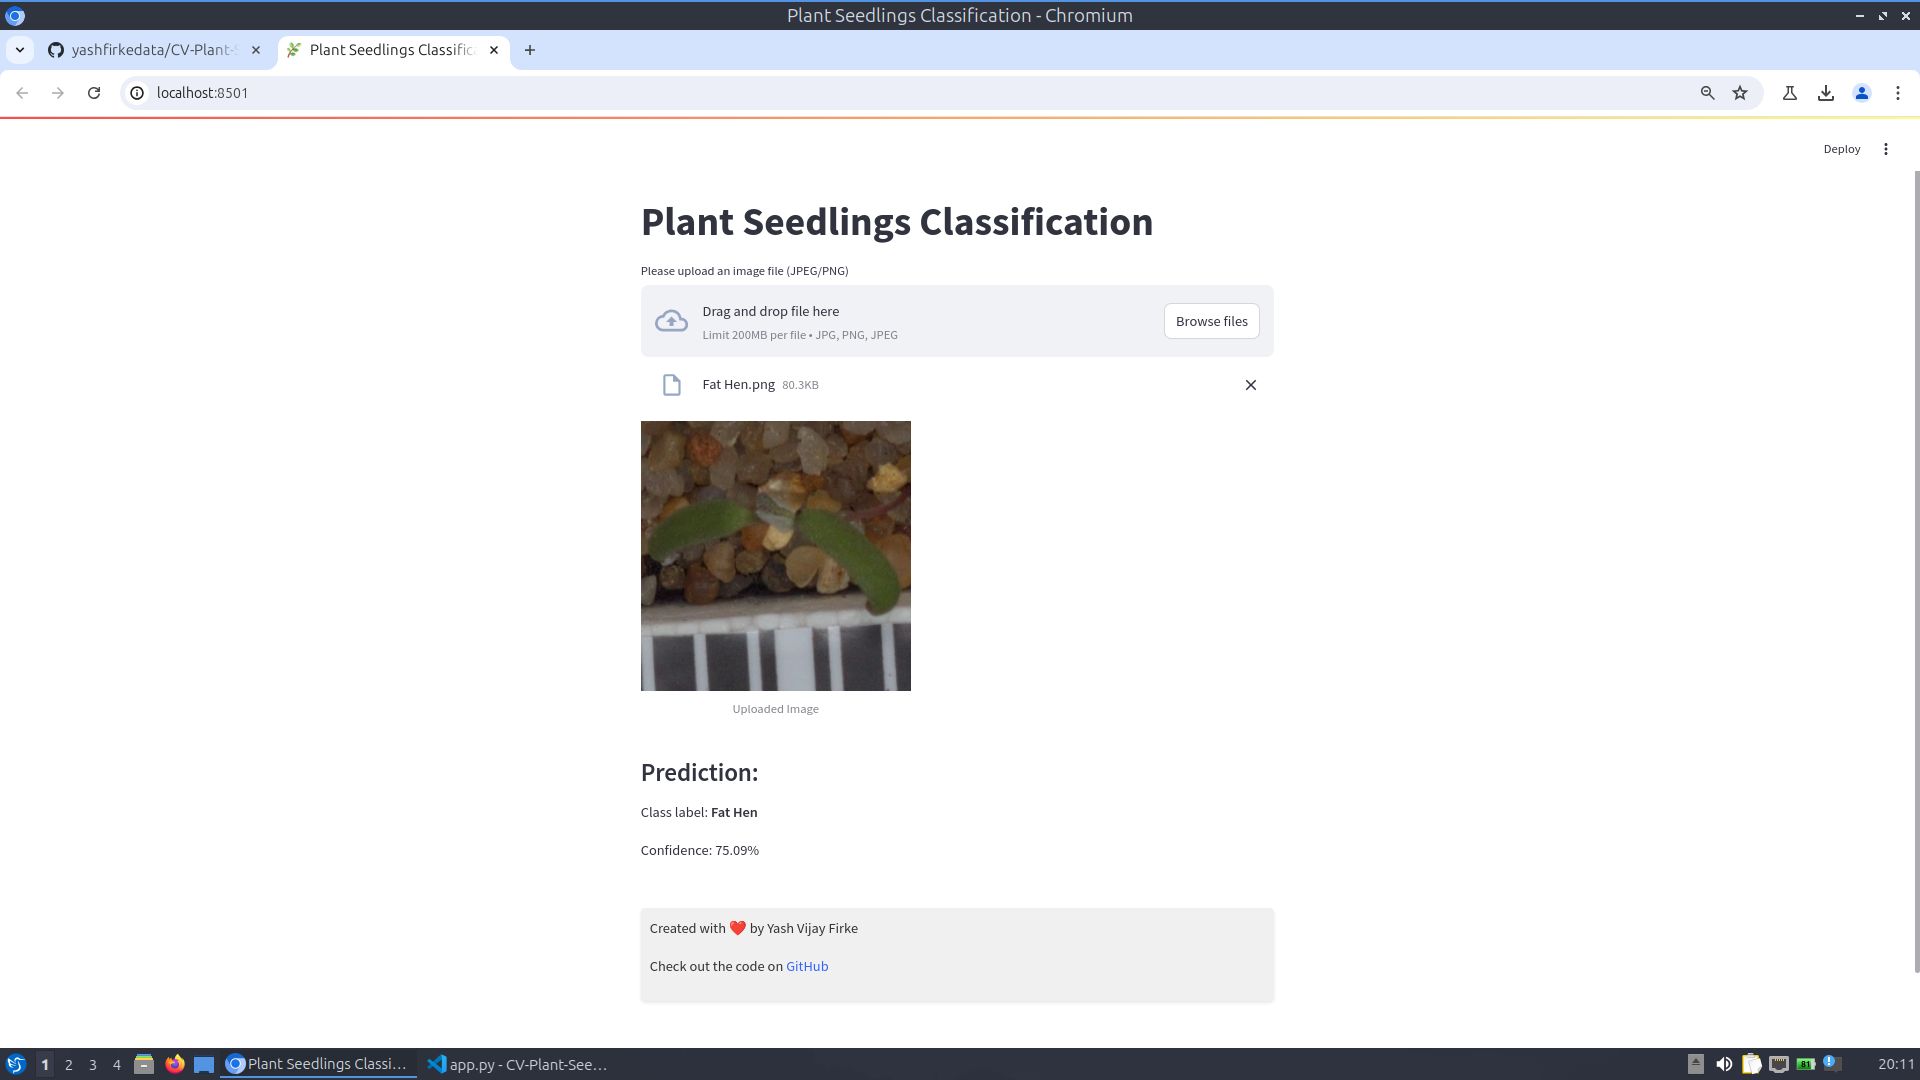 Plant Seedlings Classification - Chromium
yashfirkedata/CV-Plant-S
Plant Seedlings Classific
localhost:8501
Deploy
Plant Seedlings Classification
Please upload an image file (JPEG/PNG)
Drag and drop file here
Limit 200MB per file • JPG, PNG, JPEG
Browse files
Fat Hen.png 80.3KB
Uploaded Image
Prediction:
Class label: Fat Hen
Confidence: 75.09%
Created with ❤️ by Yash Vijay Firke
Check out the code on GitHub
1 2 3 4 Plant Seedlings Classi... app.py - CV-Plant-See... 81 20:11